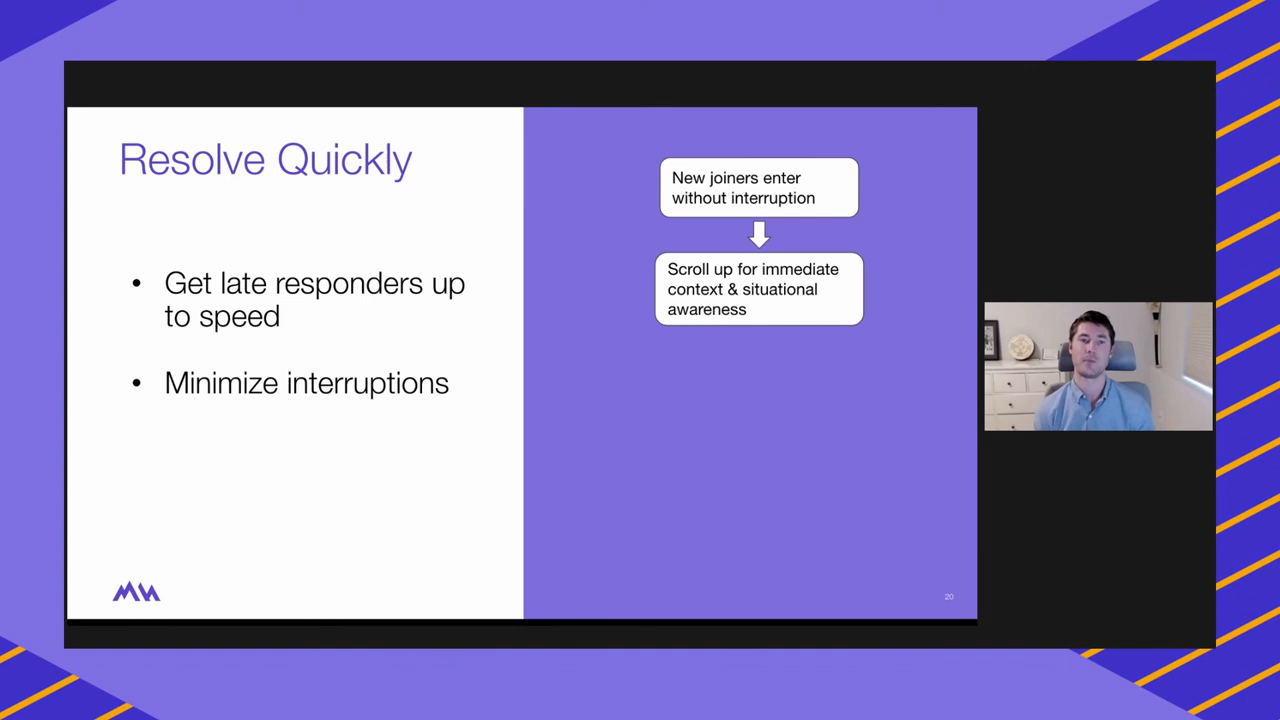 Resolve Quickly
• Get late responders up
to speed
• Minimize interruptions
New joiners enter
without interruption
Scroll up for immediate
context & situational
awareness
20